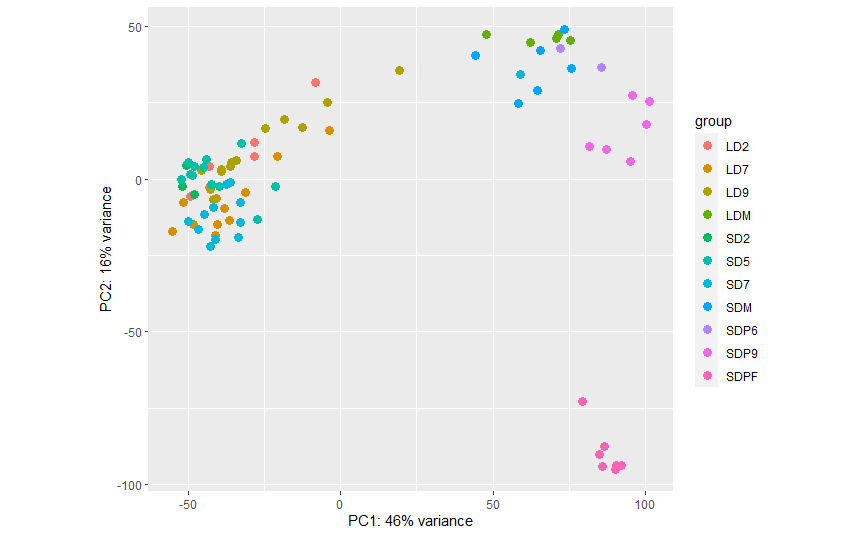 50
0
-50
-100
PC2: 16% variance
-50
0
50
100
PC1: 46% variance
group
LD2
LD7
LD9
LDM
SD2
SD5
SD7
SDM
SDP6
SDP9
SDPF